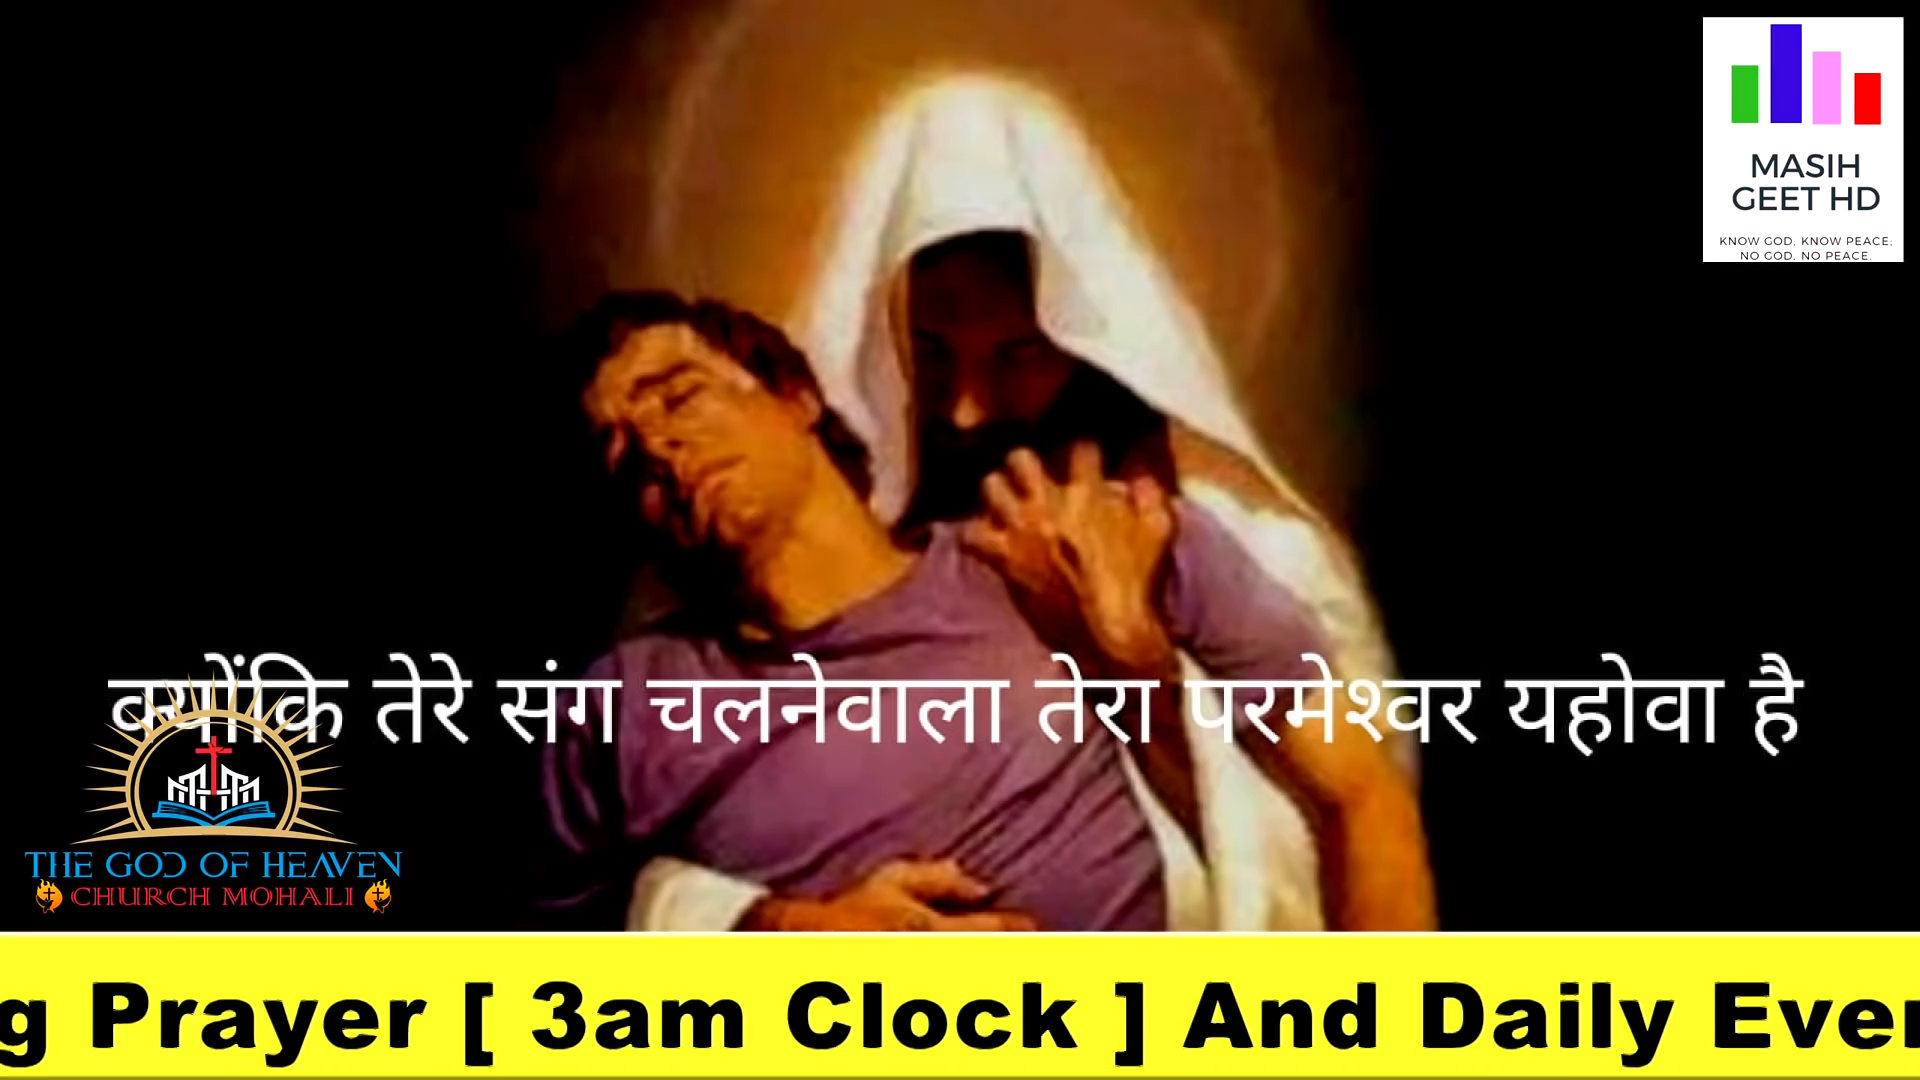 MASIH
GEET HD
KNOW GOD, KNOW PEACE;
NO GOD, NO PEACE.
क्योंकि तेरे संग चलनेवाला तेरा परमेश्वर यहोवा है
THE GOD OF HEAVEN
CHURCH MOHALI
g Prayer [ 3am Clock ] And Daily Ever